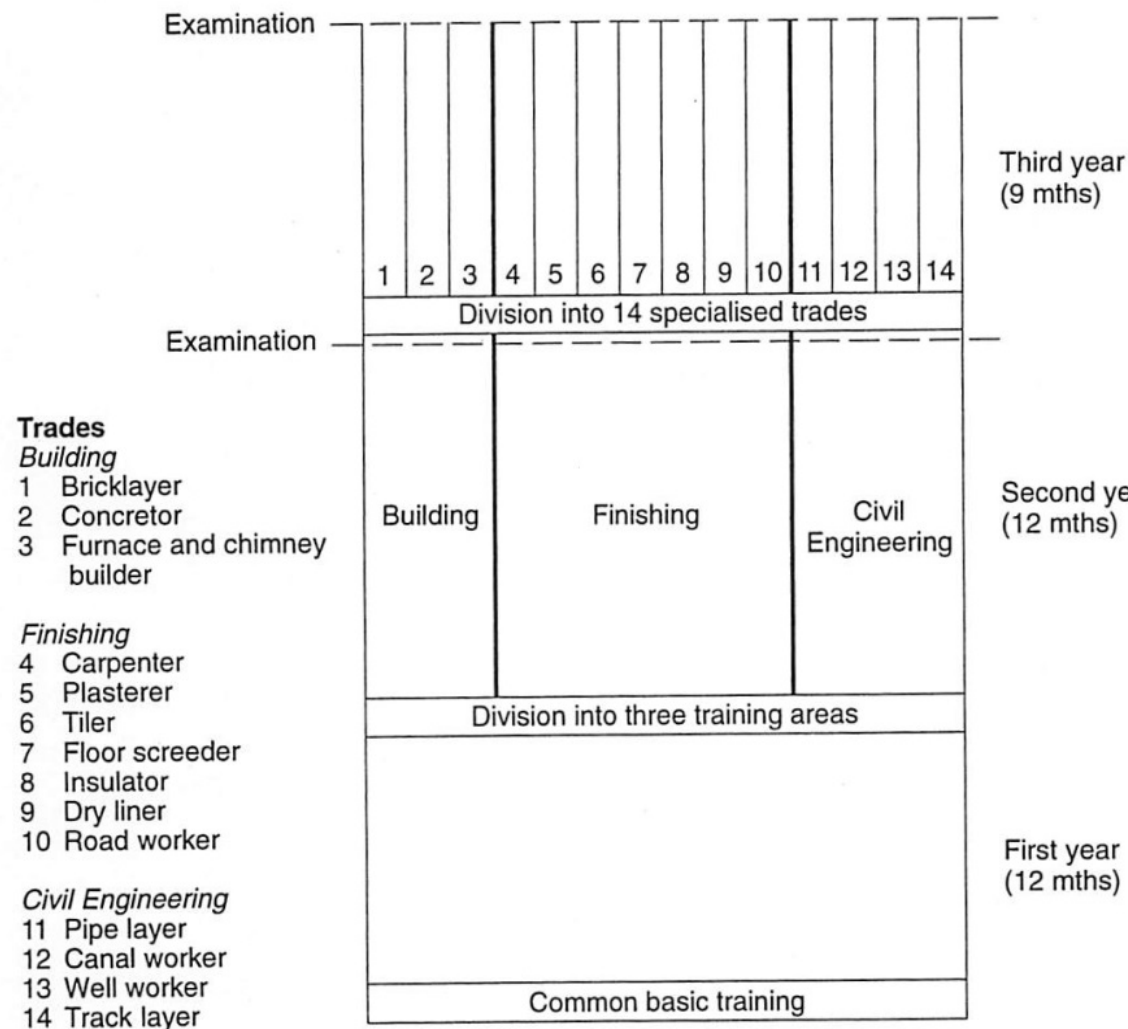 Examination
Third year
(9 mths)
1 2 3 4 5 6 7 8 9 10 11 12 13 14
Division into 14 specialised trades
Examination
Trades
Building
1 Bricklayer
2 Concretor
3 Furnace and chimney
builder
Finishing
4 Carpenter
5 Plasterer
6 Tiler
7 Floor screeder
8 Insulator
9 Dry liner
10 Road worker
Civil Engineering
11 Pipe layer
12 Canal worker
13 Well worker
14 Track layer
Building
Finishing
Civil
Engineering
Second ye
(12 mths)
Division into three training areas
First year
(12 mths)
Common basic training